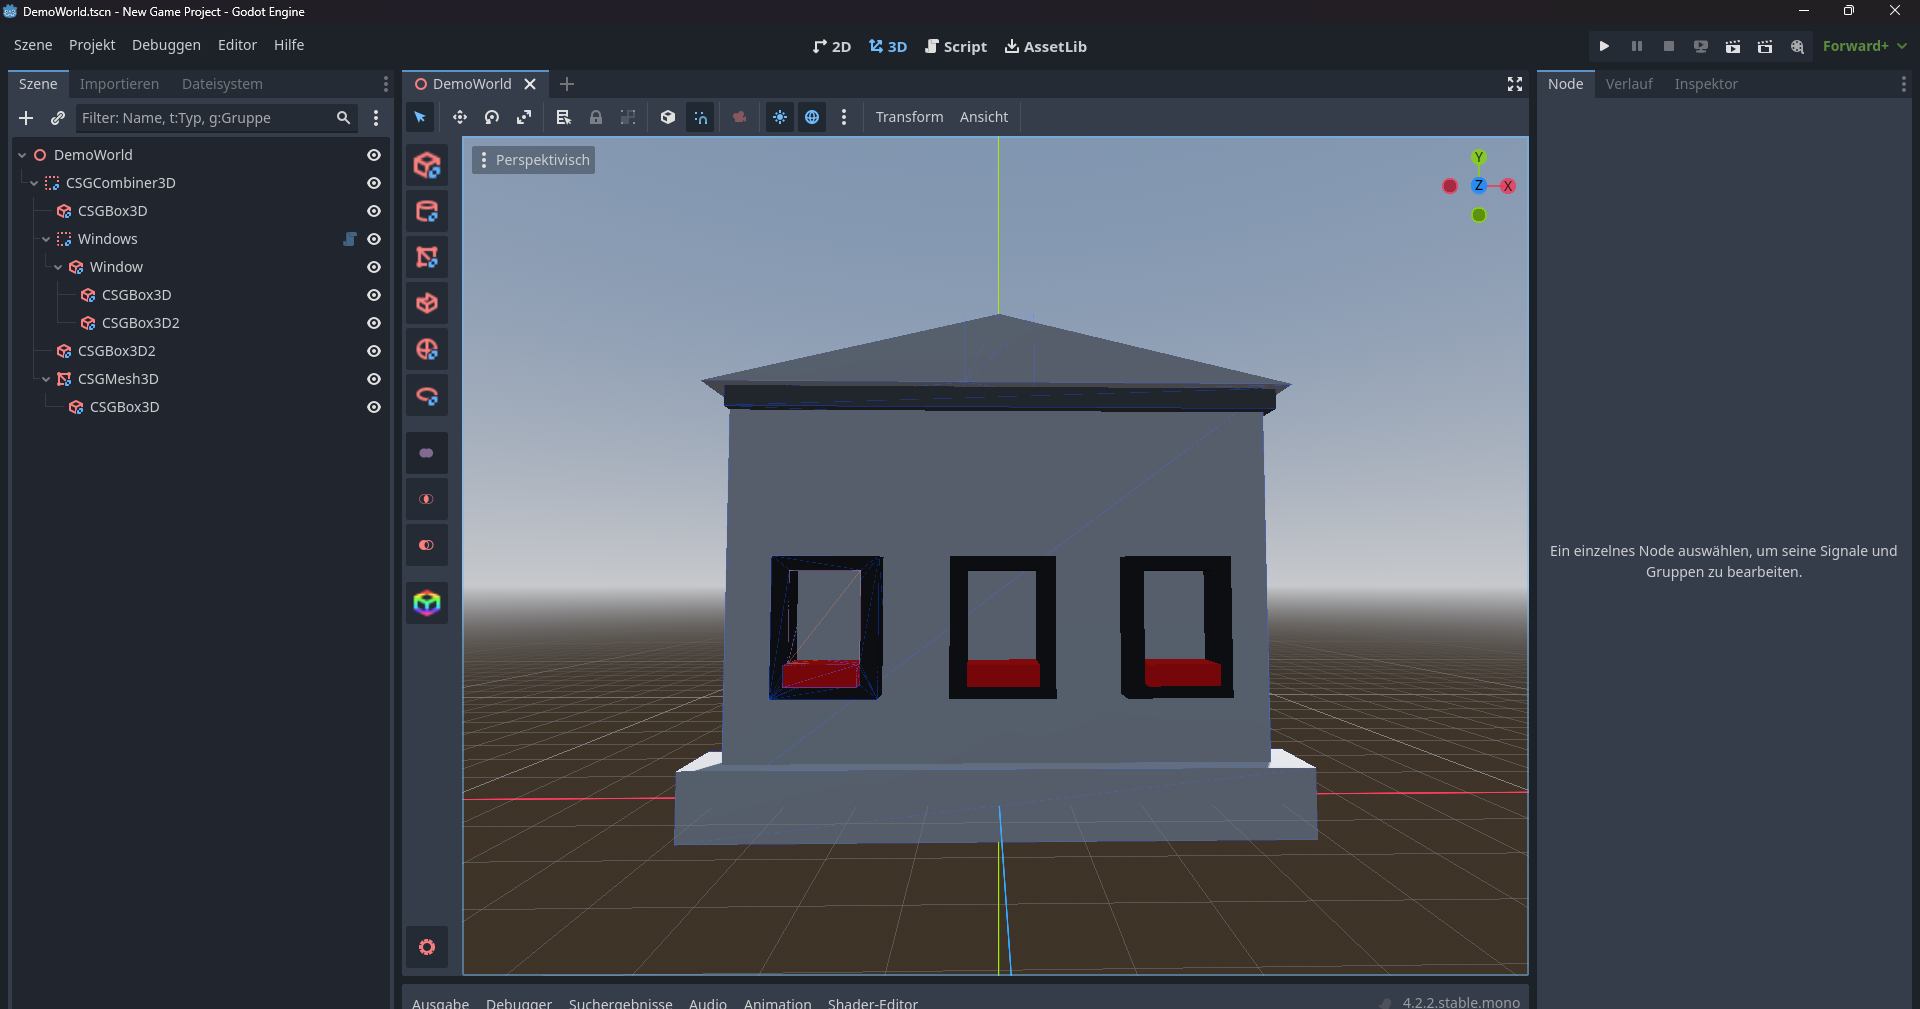 DemoWorld.tscn - New Game Project - Godot Engine
Szene Projekt Debuggen Editor Hilfe
2D 3D Script AssetLib
Forward+
Szene Importieren Dateisystem
Filter: Name, t:Typ, g:Gruppe
DemoWorld
CSGCombiner3D
CSGBox3D
Windows
Window
CSGBox3D
CSGBox3D2
CSGBox3D2
CSGMesh3D
CSGBox3D
DemoWorld
Transform Ansicht
Perspektivisch
Y
Z X
Ausgabe Debugger Suchergebnisse Audio Animation Shader-Editor
4.2.2.stable.mono
Node Verlauf Inspektor
Ein einzelnes Node auswählen, um seine Signale und
Gruppen zu bearbeiten.